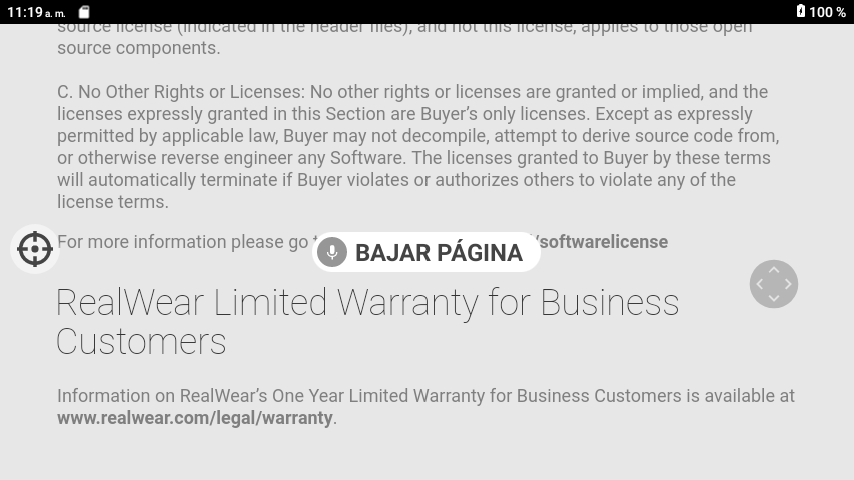 11:19 a. m.
100 %
source license (indicated in the header files), and not this license, applies to those open
source components.
C. No Other Rights or Licenses: No other rights or licenses are granted or implied, and the
licenses expressly granted in this Section are Buyer’s only licenses. Except as expressly
permitted by applicable law, Buyer may not decompile, attempt to derive source code from,
or otherwise reverse engineer any Software. The licenses granted to Buyer by these terms
will automatically terminate if Buyer violates or authorizes others to violate any of the
license terms.
For more information please go
/softwarelicense
BAJAR PÁGINA
RealWear Limited Warranty for Business
Customers
Information on RealWear’s One Year Limited Warranty for Business Customers is available at
www.realwear.com/legal/warranty.